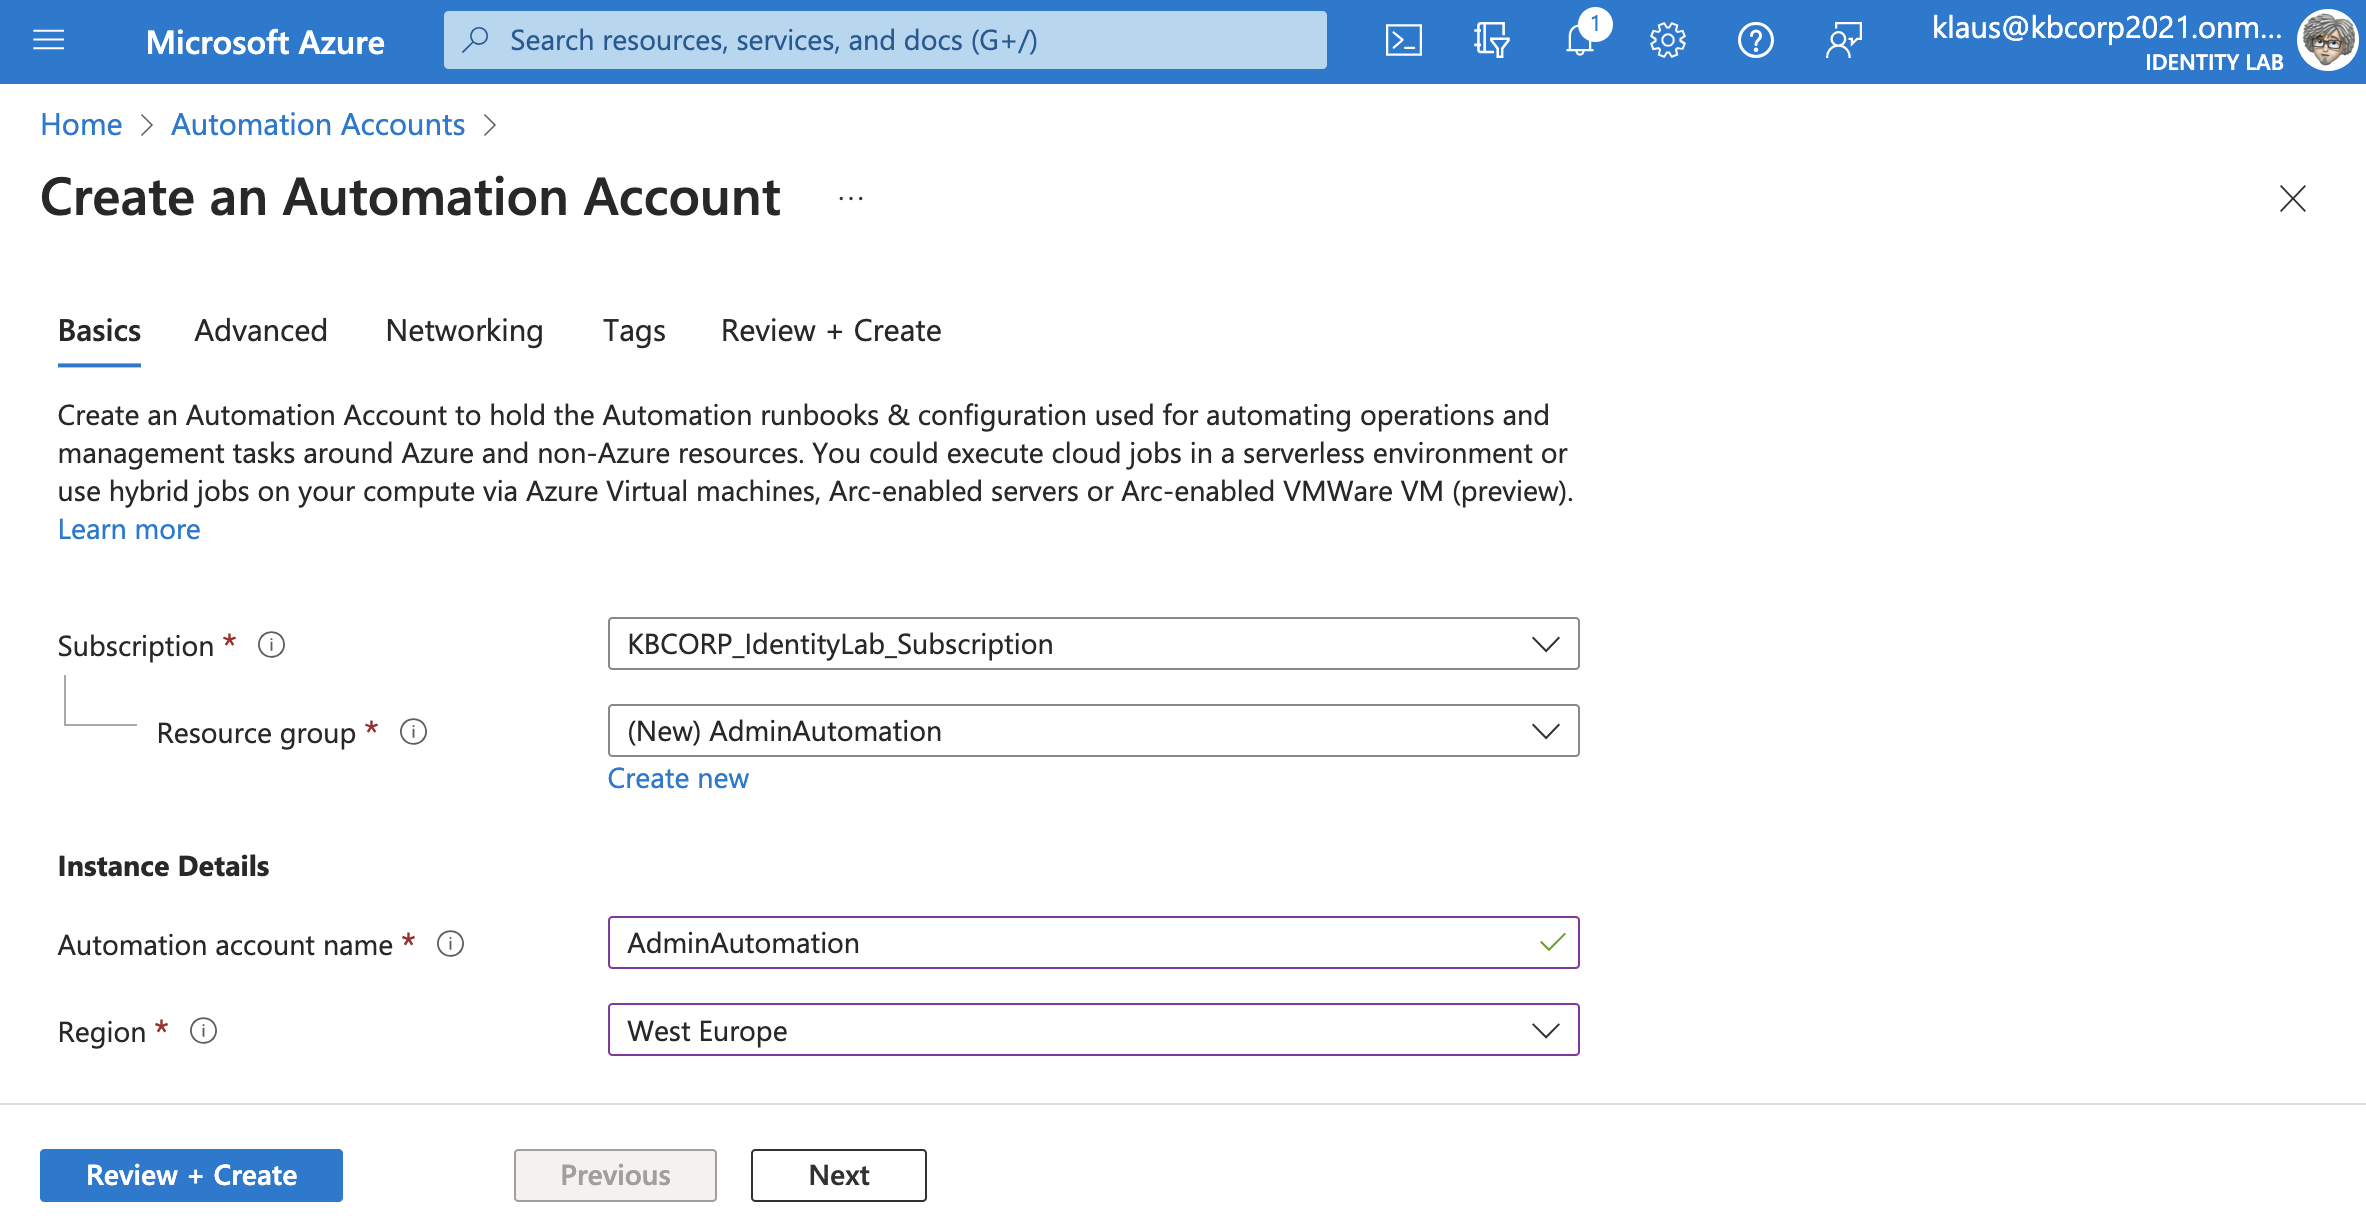 Microsoft Azure
Search resources, services, and docs (G+/)
1
klaus@kbcorp2021.onm...
IDENTITY LAB
Home > Automation Accounts >
Create an Automation Account ...
Basics Advanced Networking Tags Review + Create
Create an Automation Account to hold the Automation runbooks & configuration used for automating operations and
management tasks around Azure and non-Azure resources. You could execute cloud jobs in a serverless environment or
use hybrid jobs on your compute via Azure Virtual machines, Arc-enabled servers or Arc-enabled VMWare VM (preview).
Learn more
Subscription * KBCORP_IdentityLab_Subscription
Resource group * (New) AdminAutomation
Create new
Instance Details
Automation account name * AdminAutomation
Region * West Europe
Review + Create Previous Next